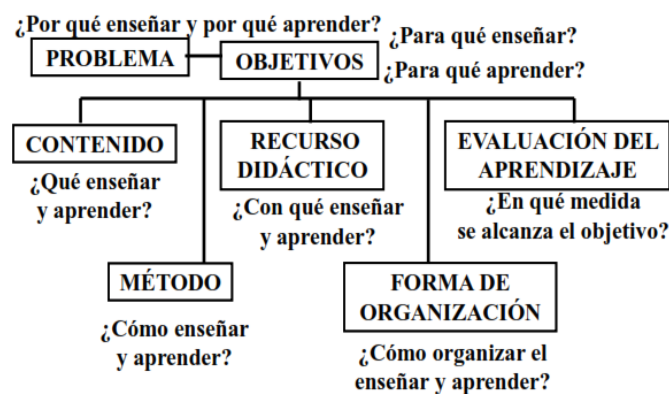 ¿Por qué enseñar y por qué aprender?
PROBLEMA
OBJETIVOS
¿Para qué enseñar?
¿Para qué aprender?
CONTENIDO
¿Qué enseñar
y aprender?
RECURSO
DIDÁCTICO
¿Con qué enseñar
y aprender?
EVALUACIÓN DEL
APRENDIZAJE
¿En qué medida
se alcanza el objetivo?
MÉTODO
¿Cómo enseñar
y aprender?
FORMA DE
ORGANIZACIÓN
¿Cómo organizar el
enseñar y aprender?